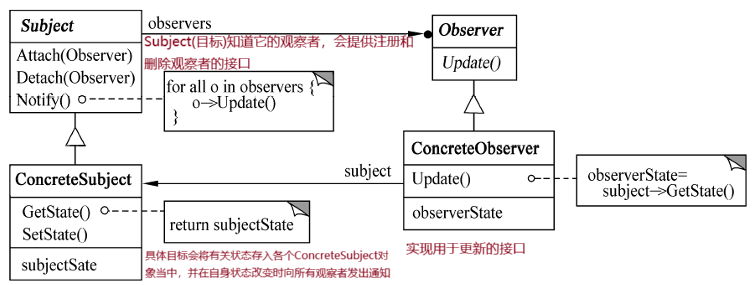 Subject
observers
Observer
Attach(Observer)
Detach(Observer)
Notify()
Subject(目标)知道它的观察者，会提供注册和
删除观察者的接口
Update()
for all o in observers {
o->Update()
}
ConcreteSubject
GetState()
SetState()
subjectSate
return subjectState
subject
ConcreteObserver
Update()
observerState
observerState=
subject->GetState()
具体目标会将有关状态存入各个ConcreteSubject对
象当中，并在自身状态改变时向所有观察者发出通知
实现用于更新的接口